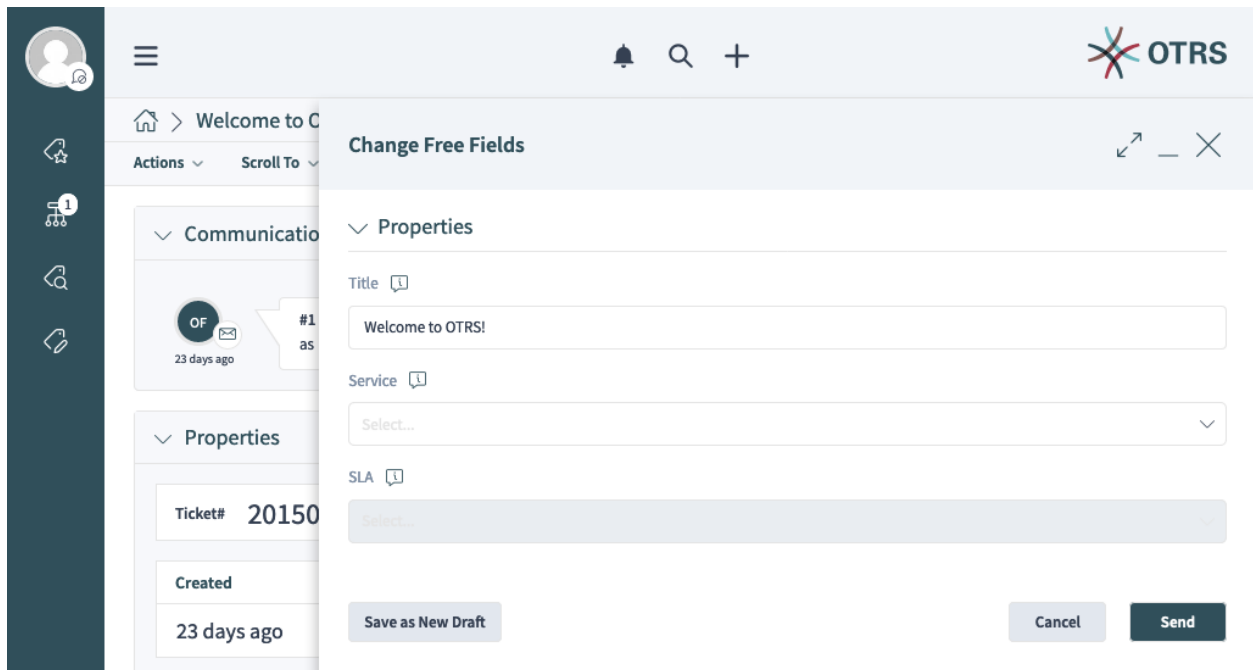 OTRS
Welcome to O
Actions
Scroll To
Change Free Fields
Communicatio
Properties
OF
#1
as
23 days ago
Title
Welcome to OTRS!
Service
Select...
SLA
Select...
Properties
Ticket# 20150
Created
23 days ago
1
Save as New Draft
Cancel
Send